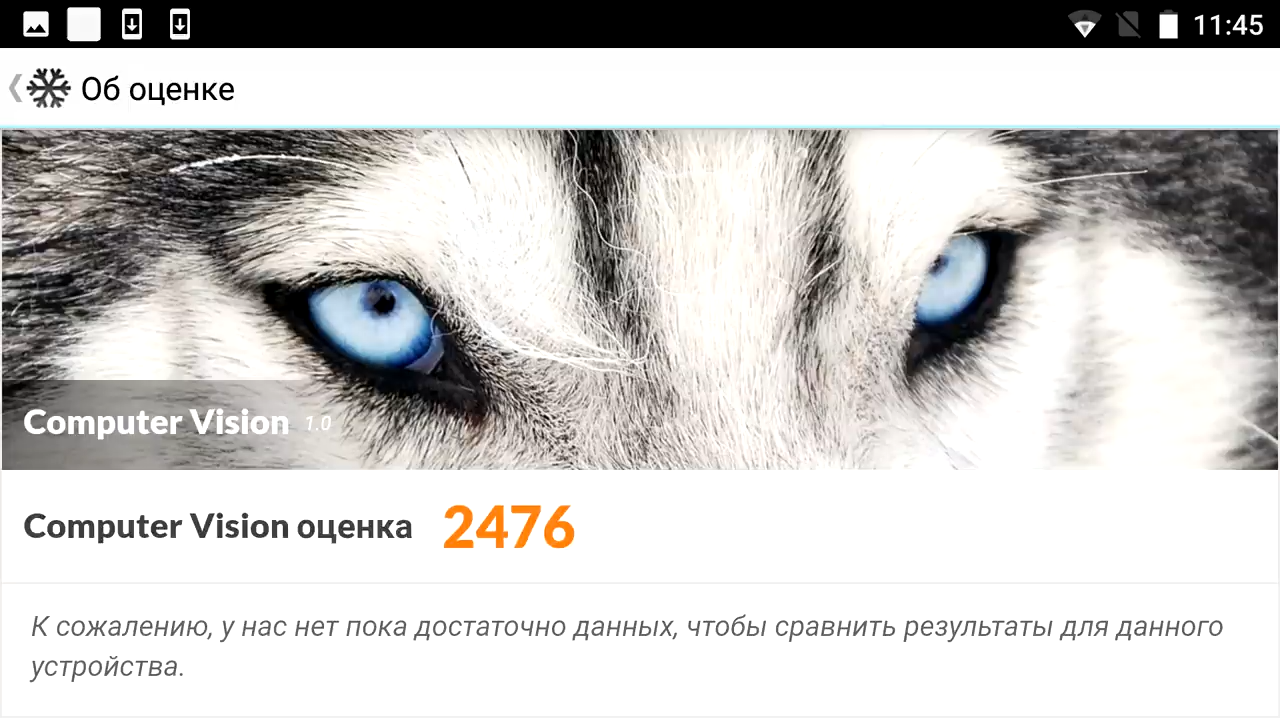 11:45
Об оценке
Computer Vision 1.0
Computer Vision оценка 2476
К сожалению, у нас нет пока достаточно данных, чтобы сравнить результаты для данного
устройства.